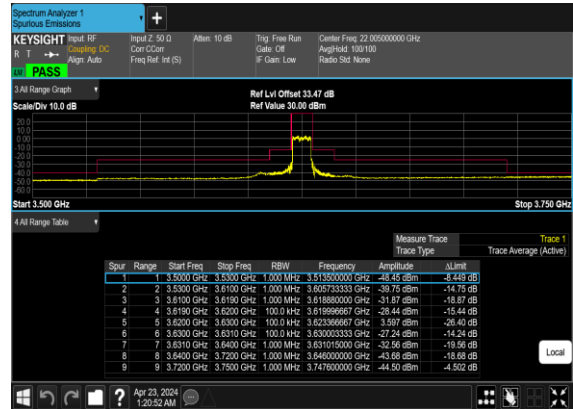 Spectrum Analyzer 1
Spurious Emissions
KEYSIGHT Input: RF Input Z: 50 Ω Atten: 10 dB Trig: Free Run Center Freq: 22.005000000 GHz
R T Coupling: DC Corr CCorr Gate: Off Avg|Hold: 100/100
Align: Auto Freq Ref: Int (S) IF Gain: Low Radio Std: None
PASS
3 All Range Graph
Ref Lvl Offset 33.47 dB
Scale/Div 10.0 dB Ref Value 30.00 dBm
20.0
10.0
0.00
-10.0
-20.0
-30.0
-40.0
-50.0
-60.0
Start 3.500 GHz Stop 3.750 GHz
4 All Range Table
Measure Trace Trace 1
Trace Type Trace Average (Active)
Spur Range Start Freq Stop Freq RBW Frequency Amplitude ΔLimit
1 1 3.5000 GHz 3.5300 GHz 1.000 MHz 3.513500000 GHz -48.45 dBm -8.449 dB
2 2 3.5300 GHz 3.6100 GHz 1.000 MHz 3.605733333 GHz -39.75 dBm -14.75 dB
3 3 3.6100 GHz 3.6190 GHz 1.000 MHz 3.618880000 GHz -31.87 dBm -18.87 dB
4 4 3.6190 GHz 3.6200 GHz 100.0 kHz 3.619996667 GHz -28.44 dBm -15.44 dB
5 5 3.6200 GHz 3.6300 GHz 100.0 kHz 3.623366667 GHz 3.597 dBm -26.40 dB
6 6 3.6300 GHz 3.6310 GHz 100.0 kHz 3.630003333 GHz -27.24 dBm -14.24 dB
7 7 3.6310 GHz 3.6400 GHz 1.000 MHz 3.631015000 GHz -32.56 dBm -19.56 dB
8 8 3.6400 GHz 3.7200 GHz 1.000 MHz 3.646000000 GHz -43.68 dBm -18.68 dB
9 9 3.7200 GHz 3.7500 GHz 1.000 MHz 3.747600000 GHz -44.50 dBm -4.502 dB
Local
? Apr 23, 2024
1:20:52 AM